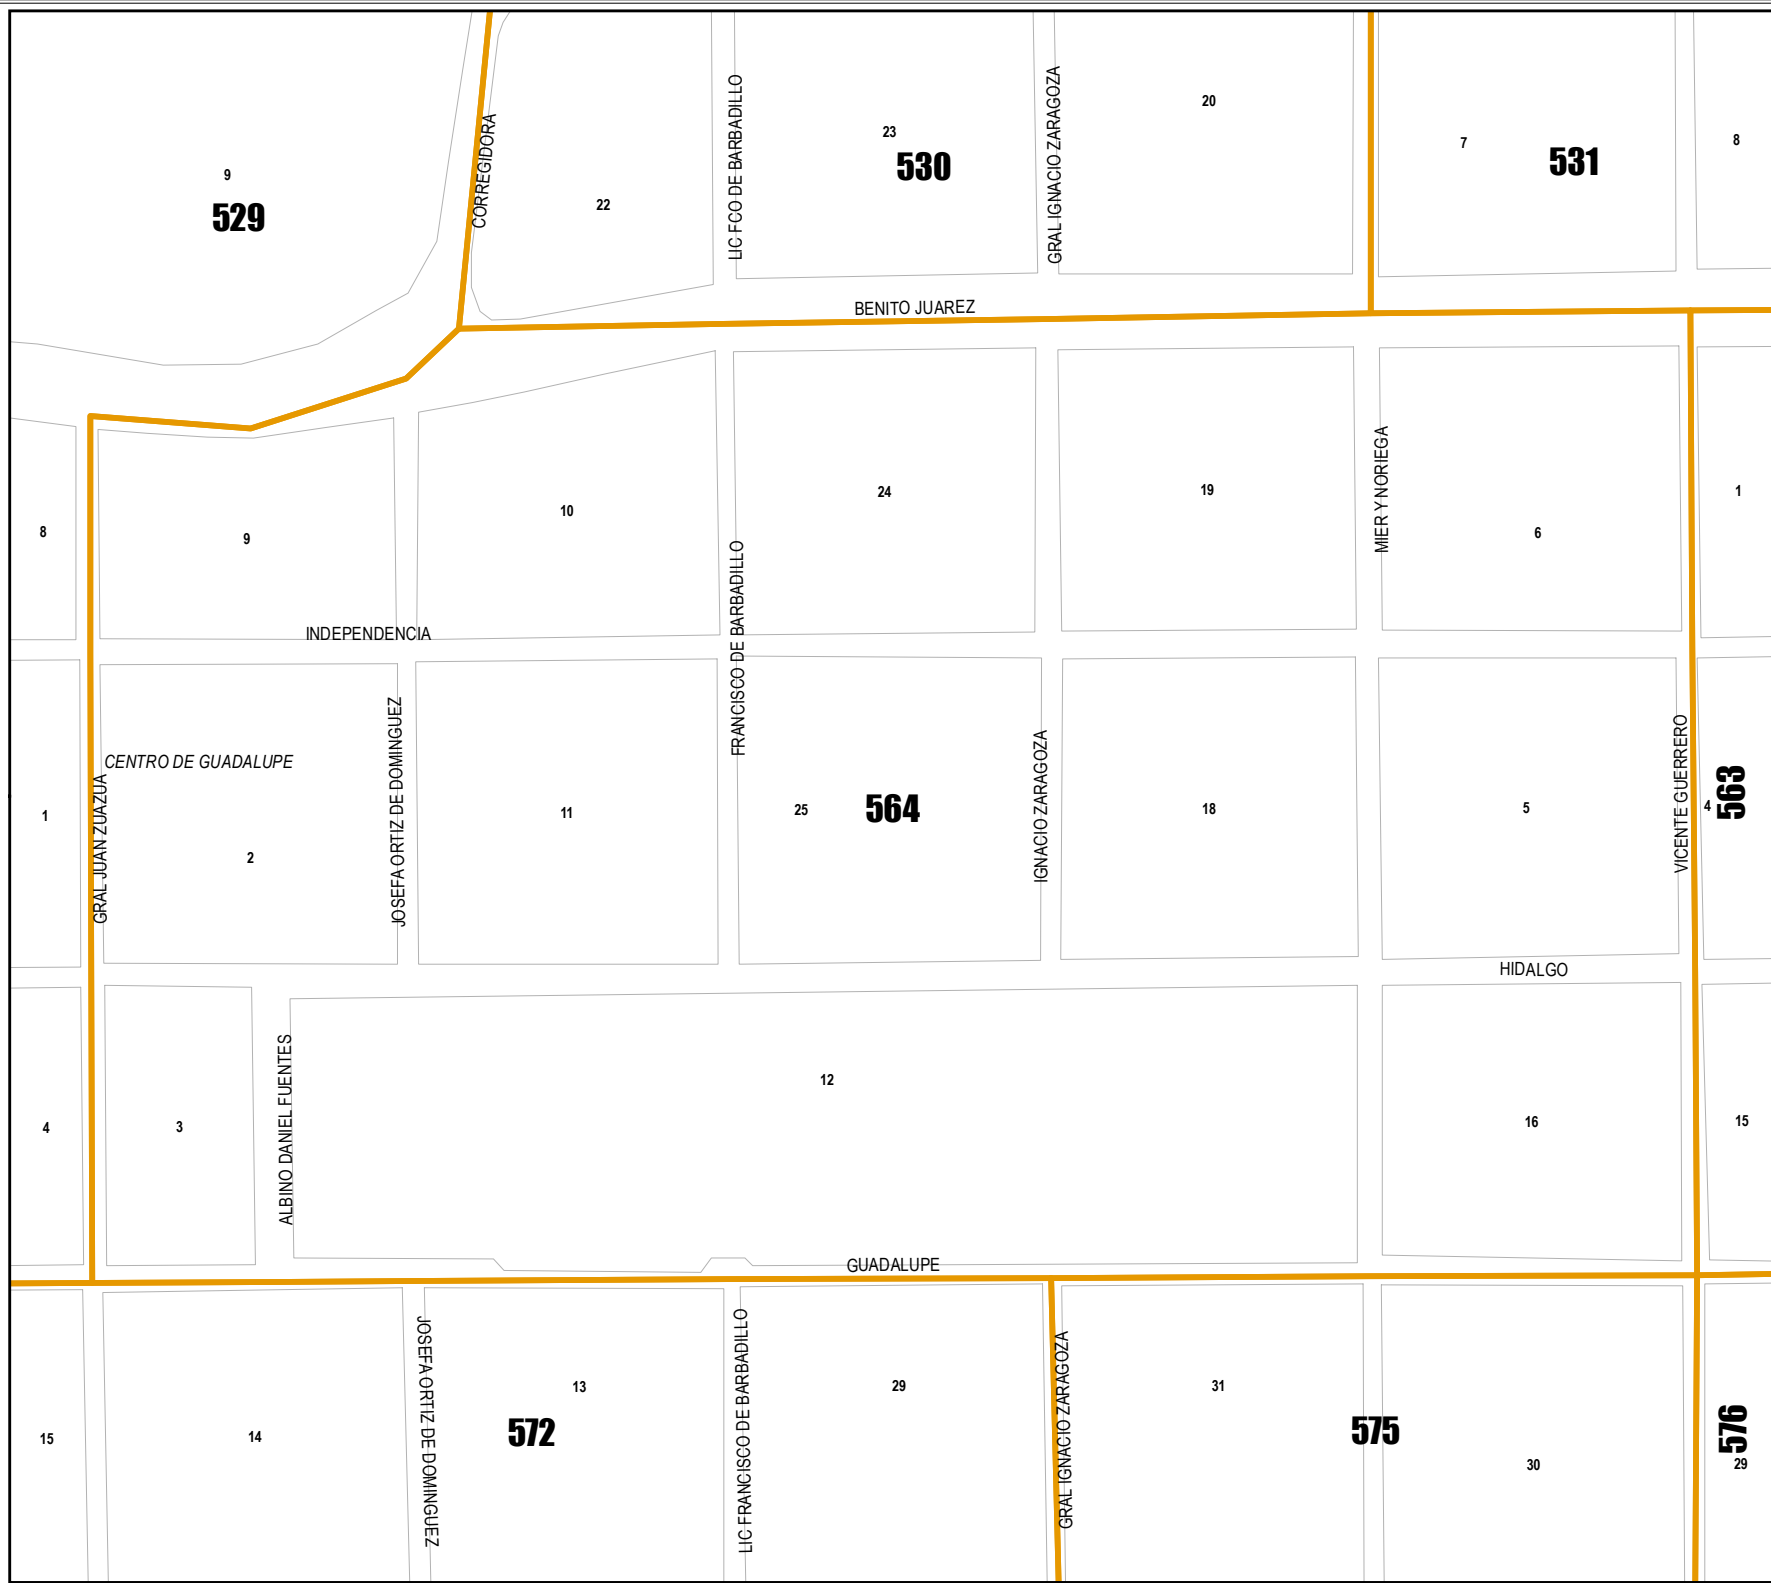 CORREGIDORA
LIC FCO DE BARBADILLO
GRAL IGNACIO ZARAGOZA
20
23
530
7
531
8
9
529
22
BENITO JUAREZ
MIER Y NORIEGA
24
19
1
10
6
8
9
FRANCISCO DE BARBADILLO
INDEPENDENCIA
JOSEFA ORTIZ DE DOMINGUEZ
IGNACIO ZARAGOZA
VICENTE GUERRERO
CENTRO DE GUADALUPE
GRAL JUAN ZUAZUA
1
11
25
564
18
5
4
563
2
HIDALGO
ALBINO DANIEL FUENTES
12
4
3
16
15
GUADALUPE
JOSEFA ORTIZ DE DOMINGUEZ
LIC FRANCISCO DE BARBADILLO
GRAL IGNACIO ZARAGOZA
13
29
31
572
575
576
15
14
30
29